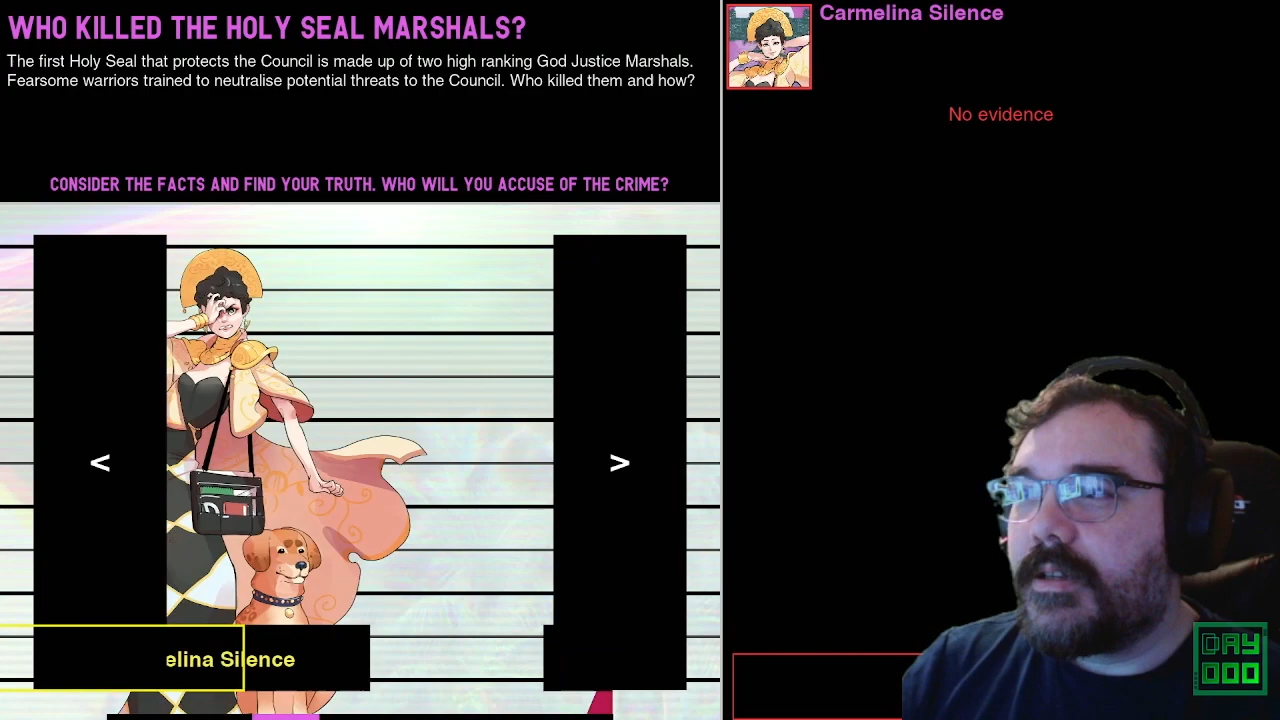 WHO KILLED THE HOLY SEAL MARSHALS?
The first Holy Seal that protects the Council is made up of two high ranking God Justice Marshals.
Fearsome warriors trained to neutralise potential threats to the Council. Who killed them and how?
CONSIDER THE FACTS AND FIND YOUR TRUTH. WHO WILL YOU ACCUSE OF THE CRIME?
<
>
elina Silence
Carmelina Silence
No evidence
DAY
000